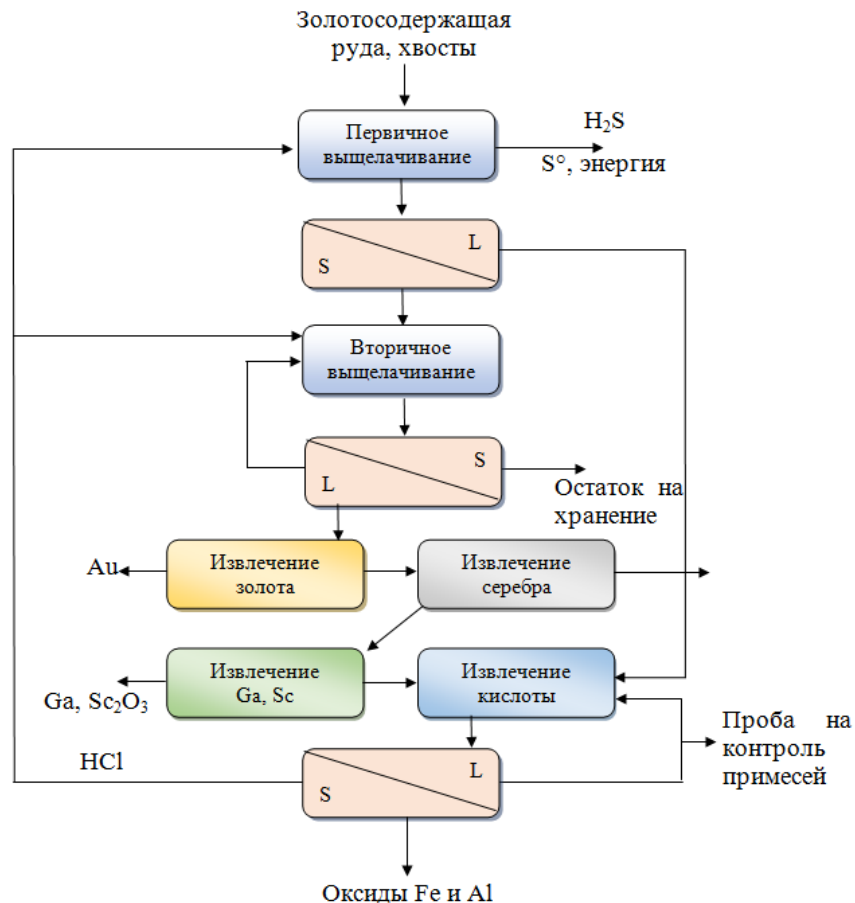 Золотосодержащая
руда, хвосты
Первичное
выщелачивание
H₂S
S°, энергия
L
S
Вторичное
выщелачивание
S
L
Остаток на
хранение
Au
Извлечение
золота
Извлечение
серебра
Извлечение
Ga, Sc
Извлечение
кислоты
Ga, Sc₂O₃
Проба на
контроль
примесей
HCl
L
S
Оксиды Fe и Al